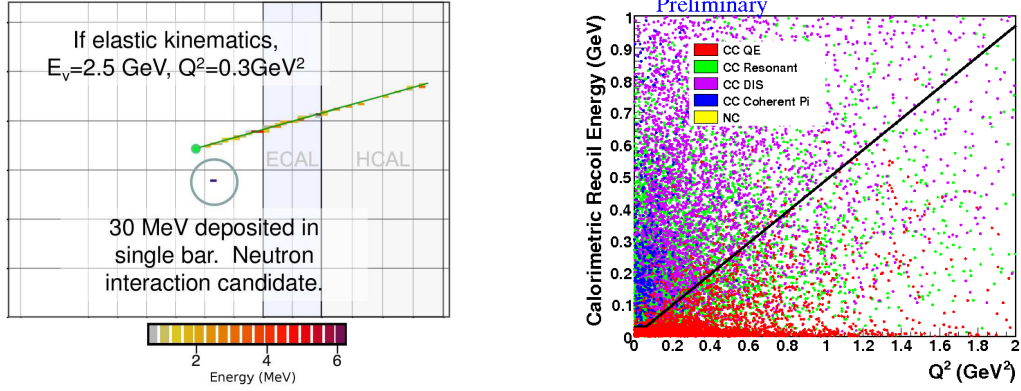 If elastic kinematics,
Eᵥ=2.5 GeV, Q²=0.3GeV²
ECAL
HCAL
30 MeV deposited in
single bar. Neutron
interaction candidate.
2
4
6
Energy (MeV)
Preliminary
Calorimetric Recoil Energy (GeV)
1
0.9
0.8
0.7
0.6
0.5
0.4
0.3
0.2
0.1
0
CC QE
CC Resonant
CC DIS
CC Coherent Pi
NC
0 0.2 0.4 0.6 0.8 1 1.2 1.4 1.6 1.8 2
Q² (GeV²)